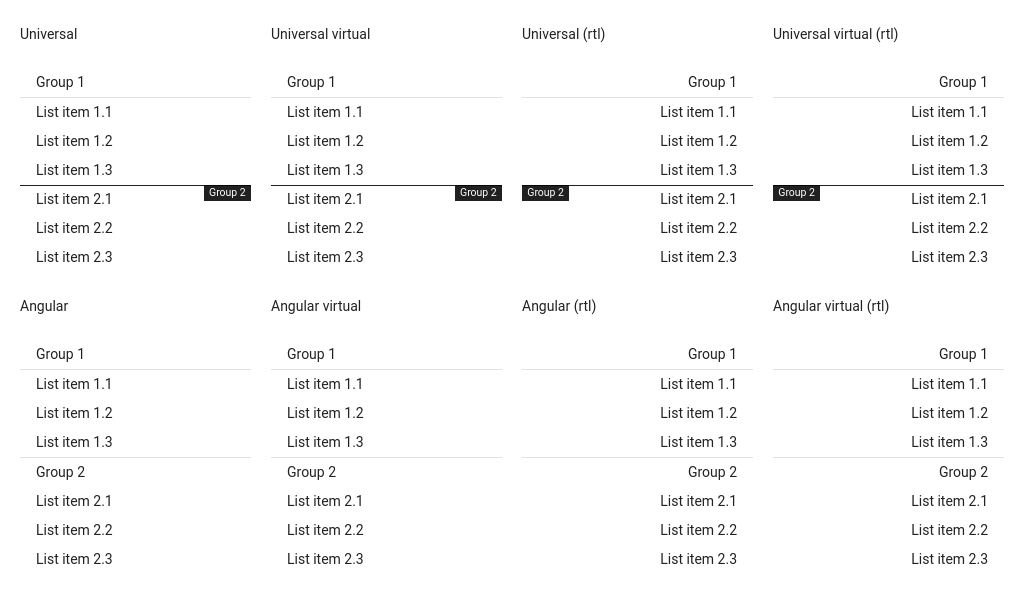 Universal
Group 1
List item 1.1
List item 1.2
List item 1.3
Group 2
List item 2.1
List item 2.2
List item 2.3
Universal virtual
Group 1
List item 1.1
List item 1.2
List item 1.3
Group 2
List item 2.1
List item 2.2
List item 2.3
Universal (rtl)
Group 1
List item 1.1
List item 1.2
List item 1.3
Group 2
List item 2.1
List item 2.2
List item 2.3
Universal virtual (rtl)
Group 1
List item 1.1
List item 1.2
List item 1.3
Group 2
List item 2.1
List item 2.2
List item 2.3
Angular
Group 1
List item 1.1
List item 1.2
List item 1.3
Group 2
List item 2.1
List item 2.2
List item 2.3
Angular virtual
Group 1
List item 1.1
List item 1.2
List item 1.3
Group 2
List item 2.1
List item 2.2
List item 2.3
Angular (rtl)
Group 1
List item 1.1
List item 1.2
List item 1.3
Group 2
List item 2.1
List item 2.2
List item 2.3
Angular virtual (rtl)
Group 1
List item 1.1
List item 1.2
List item 1.3
Group 2
List item 2.1
List item 2.2
List item 2.3